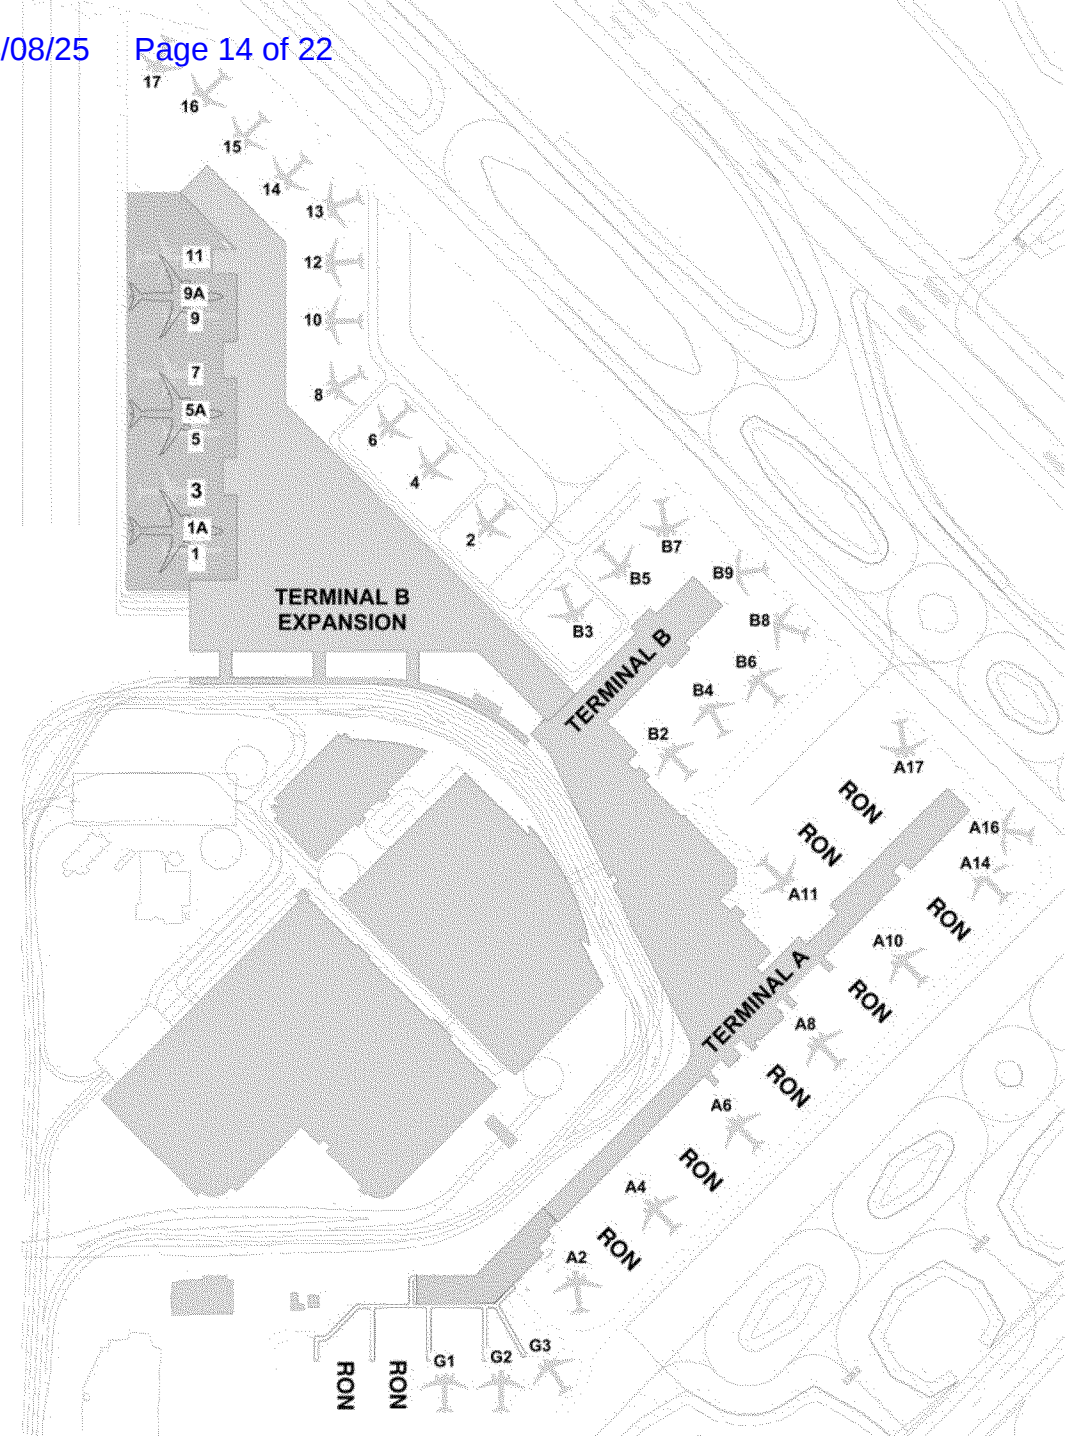 /08/25 Page 14 of 22
17
16
15
14
13
12
10
8
6
4
2
11
9A
9
7
5A
5
3
1A
1
TERMINAL B
EXPANSION
B7
B5
B3
B9
B8
B6
B4
B2
TERMINAL B
A17
RON
RON
A11
A16
A14
RON
A10
RON
A8
RON
A6
RON
A4
RON
A2
TERMINAL A
G3
G2
G1
RON
RON